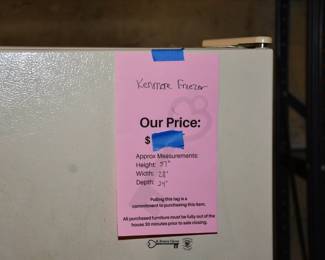 Kenmore Freezer
Our Price:
$
Approx Measurements:
Height: 57"
Width: 28"
Depth: 24"
Pulling this tag is a
commitment to purchasing this item.
All purchased furniture must be fully out of the
house 30 minutes prior to sale closing.